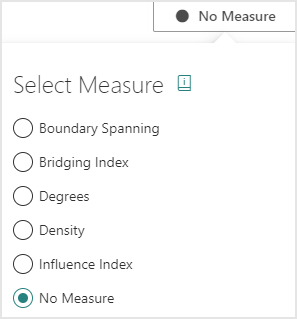 No Measure
Select Measure
Boundary Spanning
Bridging Index
Degrees
Density
Influence Index
No Measure